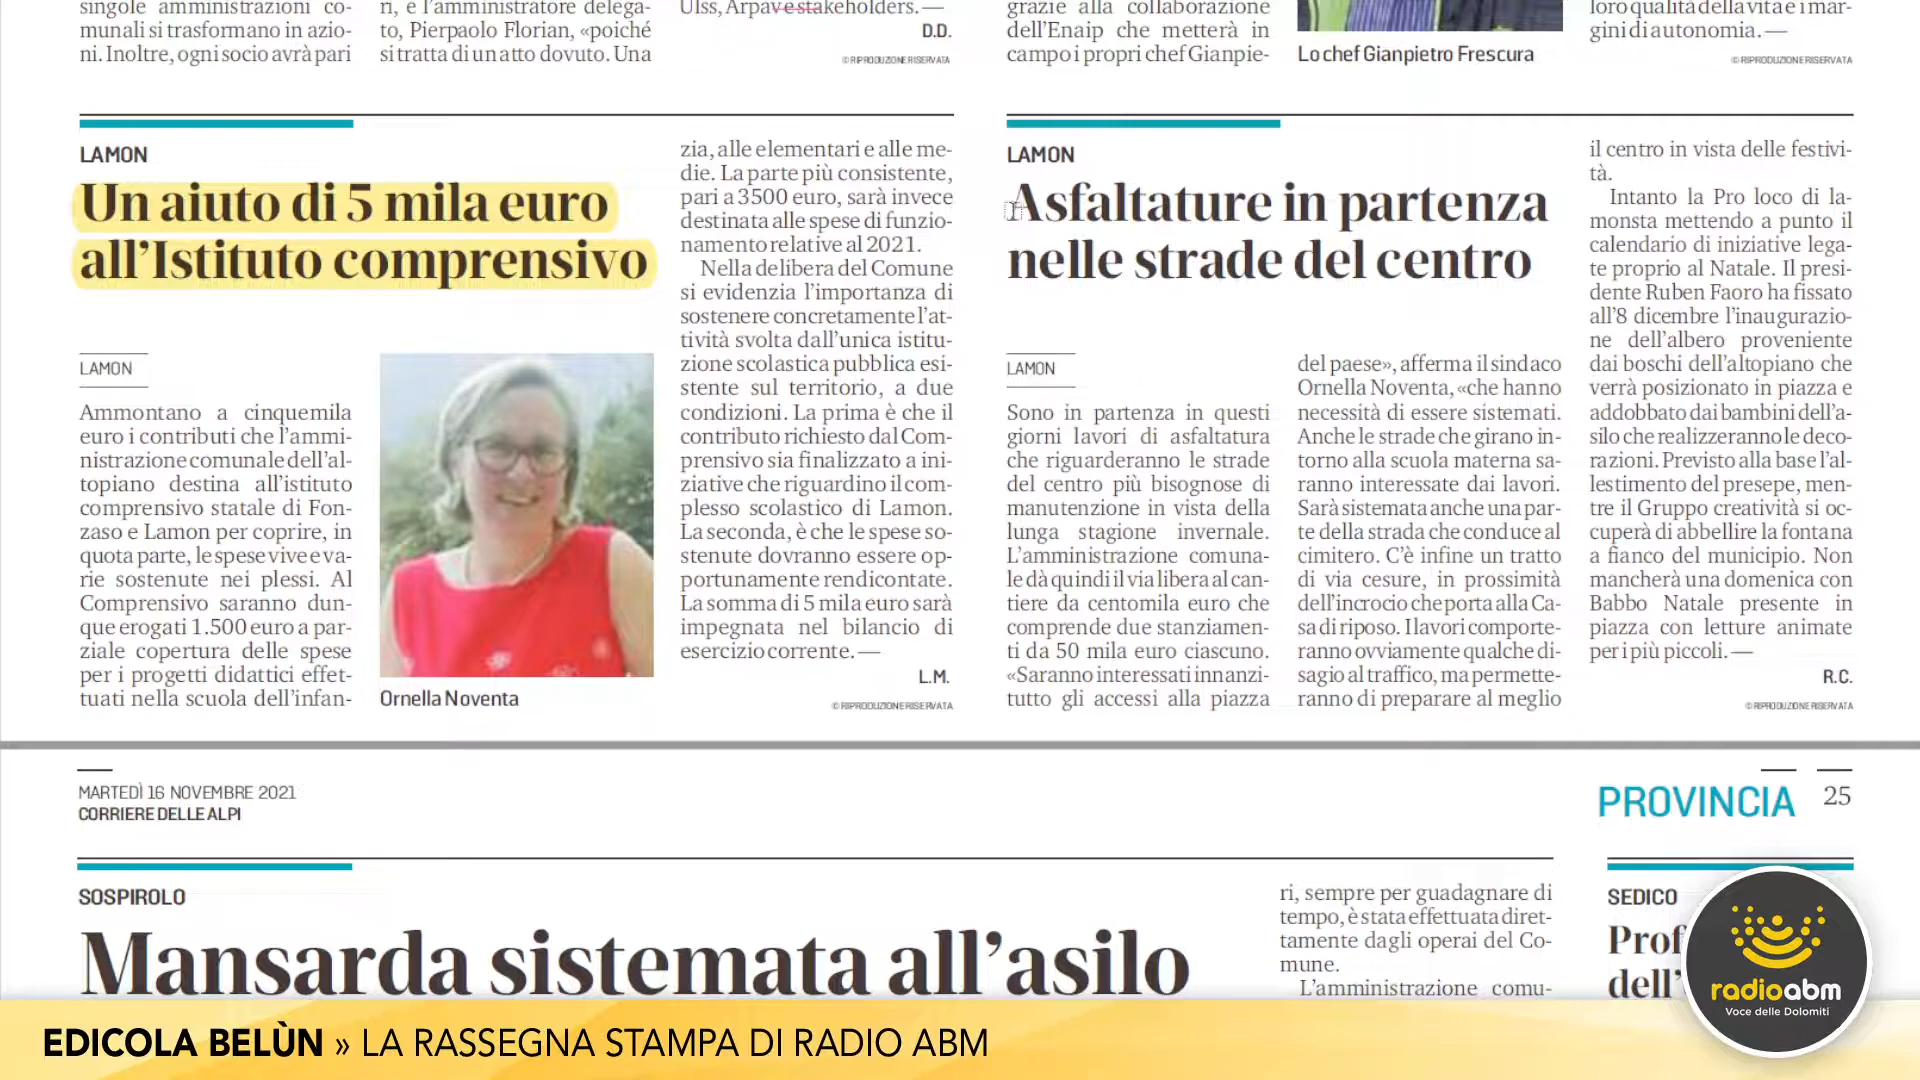 singole amministrazioni co-
munali si trasformano in azio-
ni. Inoltre, ogni socio avrà pari
ri, e l'amministratore delega-
to, Pierpaolo Florian, «poiché
si tratta di un atto dovuto. Una
Ulss, Arpav e stakeholders. —
D.D.
© RIPRODUZIONE RISERVATA
grazie alla collaborazione
dell'Enaip che metterà in
campo i propri chef Gianpie-
Lo chef Gianpietro Frescura
loro qualità della vita e i mar-
gini di autonomia. —
© RIPRODUZIONE RISERVATA
LAMON
Un aiuto di 5 mila euro
all'Istituto comprensivo
LAMON
Ammontano a cinquemila
euro i contributi che l'ammi-
nistrazione comunale dell'al-
topiano destina all'istituto
comprensivo statale di Fon-
zaso e Lamon per coprire, in
quota parte, le spese vive e va-
rie sostenute nei plessi. Al
Comprensivo saranno dun-
que erogati 1.500 euro a par-
ziale copertura delle spese
per i progetti didattici effet-
tuati nella scuola dell'infan-
Ornella Noventa
zia, alle elementari e alle me-
die. La parte più consistente,
pari a 3500 euro, sarà invece
destinata alle spese di funzio-
namento relative al 2021.
Nella delibera del Comune
si evidenzia l'importanza di
sostenere concretamente l'at-
tività svolta dall'unica istitu-
zione scolastica pubblica esi-
stente sul territorio, a due
condizioni. La prima è che il
contributo richiesto dal Com-
prensivo sia finalizzato a ini-
ziative che riguardino il com-
plesso scolastico di Lamon.
La seconda, è che le spese so-
stenute dovranno essere op-
portunamente rendicontate.
La somma di 5 mila euro sarà
impegnata nel bilancio di
esercizio corrente. —
L.M.
© RIPRODUZIONE RISERVATA
LAMON
Asfaltature in partenza
nelle strade del centro
LAMON
Sono in partenza in questi
giorni lavori di asfaltatura
che riguarderanno le strade
del centro più bisognose di
manutenzione in vista della
lunga stagione invernale.
L'amministrazione comuna-
le dà quindi il via libera al can-
tiere da centomila euro che
comprende due stanziamen-
ti da 50 mila euro ciascuno.
«Saranno interessati innanzi-
tutto gli accessi alla piazza
del paese», afferma il sindaco
Ornella Noventa, «che hanno
necessità di essere sistemati.
Anche le strade che girano in-
torno alla scuola materna sa-
ranno interessate dai lavori.
Sarà sistemata anche una par-
te della strada che conduce al
cimitero. C'è infine un tratto
di via cesure, in prossimità
dell'incrocio che porta alla Ca-
sa di riposo. I lavori comporte-
ranno ovviamente qualche di-
sagio al traffico, ma permette-
ranno di preparare al meglio
il centro in vista delle festivi-
tà.
Intanto la Pro loco di la-
monsta mettendo a punto il
calendario di iniziative lega-
te proprio al Natale. Il presi-
dente Ruben Faoro ha fissato
all'8 dicembre l'inaugurazio-
ne dell'albero proveniente
dai boschi dell'altopiano che
verrà posizionato in piazza e
addobbato dai bambini dell'a-
silo che realizzeranno le deco-
razioni. Previsto alla base l'al-
lestimento del presepe, men-
tre il Gruppo creatività si oc-
cuperà di abbellire la fontana
a fianco del municipio. Non
mancherà una domenica con
Babbo Natale presente in
piazza con letture animate
per i più piccoli. —
R.C.
© RIPRODUZIONE RISERVATA
MARTEDÌ 16 NOVEMBRE 2021
CORRIERE DELLE ALPI
PROVINCIA
25
SOSPIROLO
Mansarda sistemata all'asilo
ri, sempre per guadagnare di
tempo, è stata effettuata diret-
tamente dagli operai del Co-
mune.
L'amministrazione comu-
SEDICO
Prof
dell'
radioabm
Voce delle Dolomiti
EDICOLA BELÙN » LA RASSEGNA STAMPA DI RADIO ABM